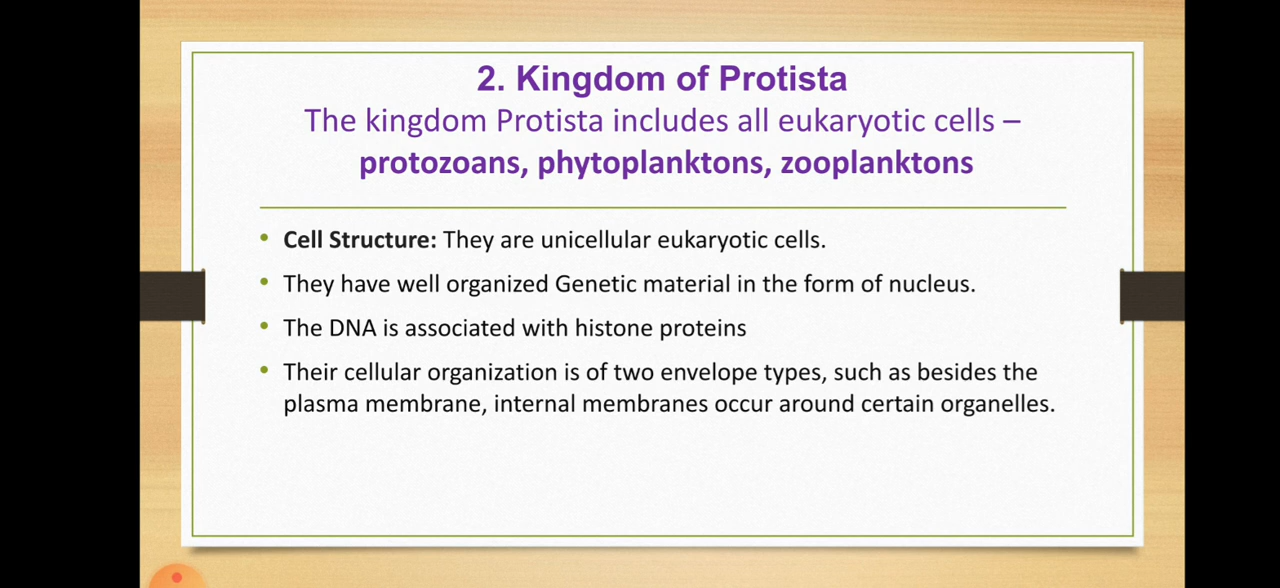 2. Kingdom of Protista
The kingdom Protista includes all eukaryotic cells –
protozoans, phytoplanktons, zooplanktons
• Cell Structure: They are unicellular eukaryotic cells.
• They have well organized Genetic material in the form of nucleus.
• The DNA is associated with histone proteins
• Their cellular organization is of two envelope types, such as besides the
plasma membrane, internal membranes occur around certain organelles.